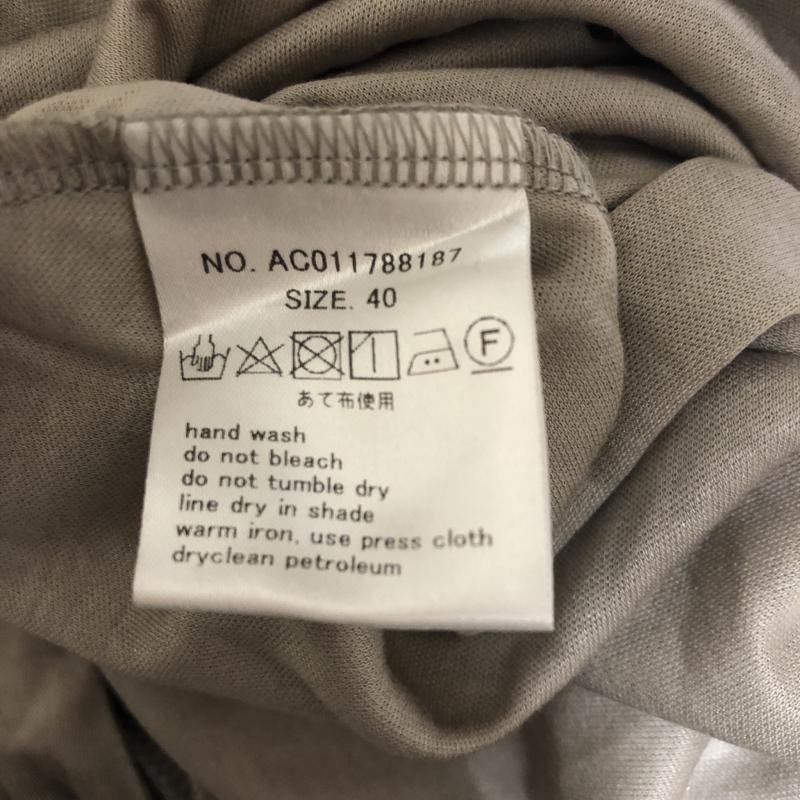 NO. AC011788187
SIZE. 40
F
あて布使用
hand wash
do not bleach
do not tumble dry
line dry in shade
warm iron, use press cloth
dryclean petroleum